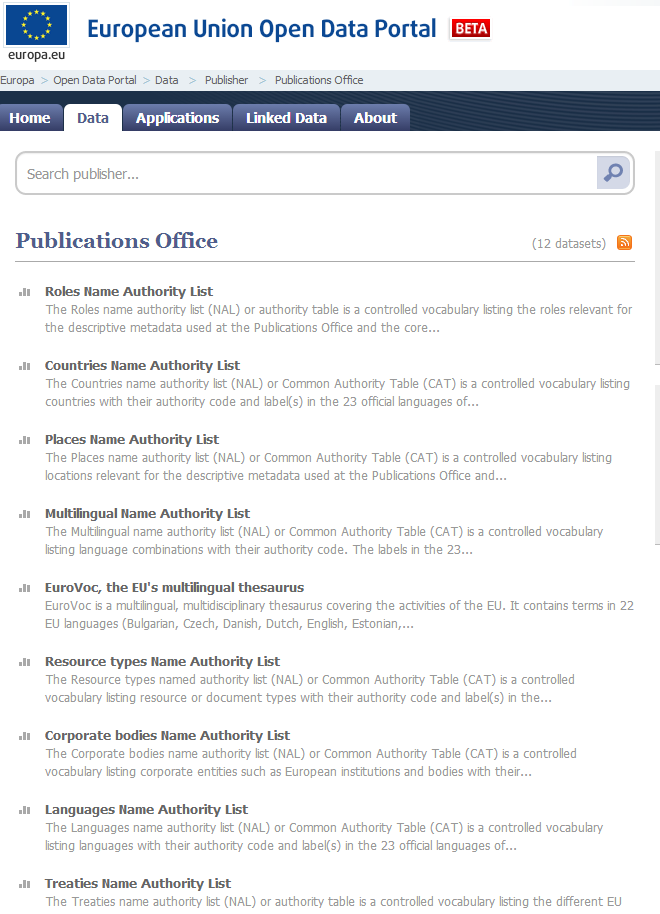 European Union Open Data Portal BETA
europa.eu
Europa > Open Data Portal > Data > Publisher > Publications Office
Home Data Applications Linked Data About
Search publisher...
Publications Office (12 datasets)
Roles Name Authority List
The Roles name authority list (NAL) or authority table is a controlled vocabulary listing the roles relevant for
the descriptive metadata used at the Publications Office and the core...
Countries Name Authority List
The Countries name authority list (NAL) or Common Authority Table (CAT) is a controlled vocabulary listing
countries with their authority code and label(s) in the 23 official languages of...
Places Name Authority List
The Places name authority list (NAL) or Common Authority Table (CAT) is a controlled vocabulary listing
locations relevant for the descriptive metadata used at the Publications Office and...
Multilingual Name Authority List
The Multilingual name authority list (NAL) or Common Authority Table (CAT) is a controlled vocabulary
listing language combinations with their authority code. The labels in the 23...
EuroVoc, the EU's multilingual thesaurus
EuroVoc is a multilingual, multidisciplinary thesaurus covering the activities of the EU. It contains terms in 22
EU languages (Bulgarian, Czech, Danish, Dutch, English, Estonian,...
Resource types Name Authority List
The Resource types named authority list (NAL) or Common Authority Table (CAT) is a controlled
vocabulary listing resource or document types with their authority code and label(s) in the...
Corporate bodies Name Authority List
The Corporate bodies name authority list (NAL) or Common Authority Table (CAT) is a controlled
vocabulary listing corporate entities such as European institutions and bodies with their...
Languages Name Authority List
The Languages name authority list (NAL) or Common Authority Table (CAT) is a controlled vocabulary
listing languages with their authority code and label(s) in the 23 official languages of...
Treaties Name Authority List
The Treaties name authority list (NAL) or authority table is a controlled vocabulary listing the different EU